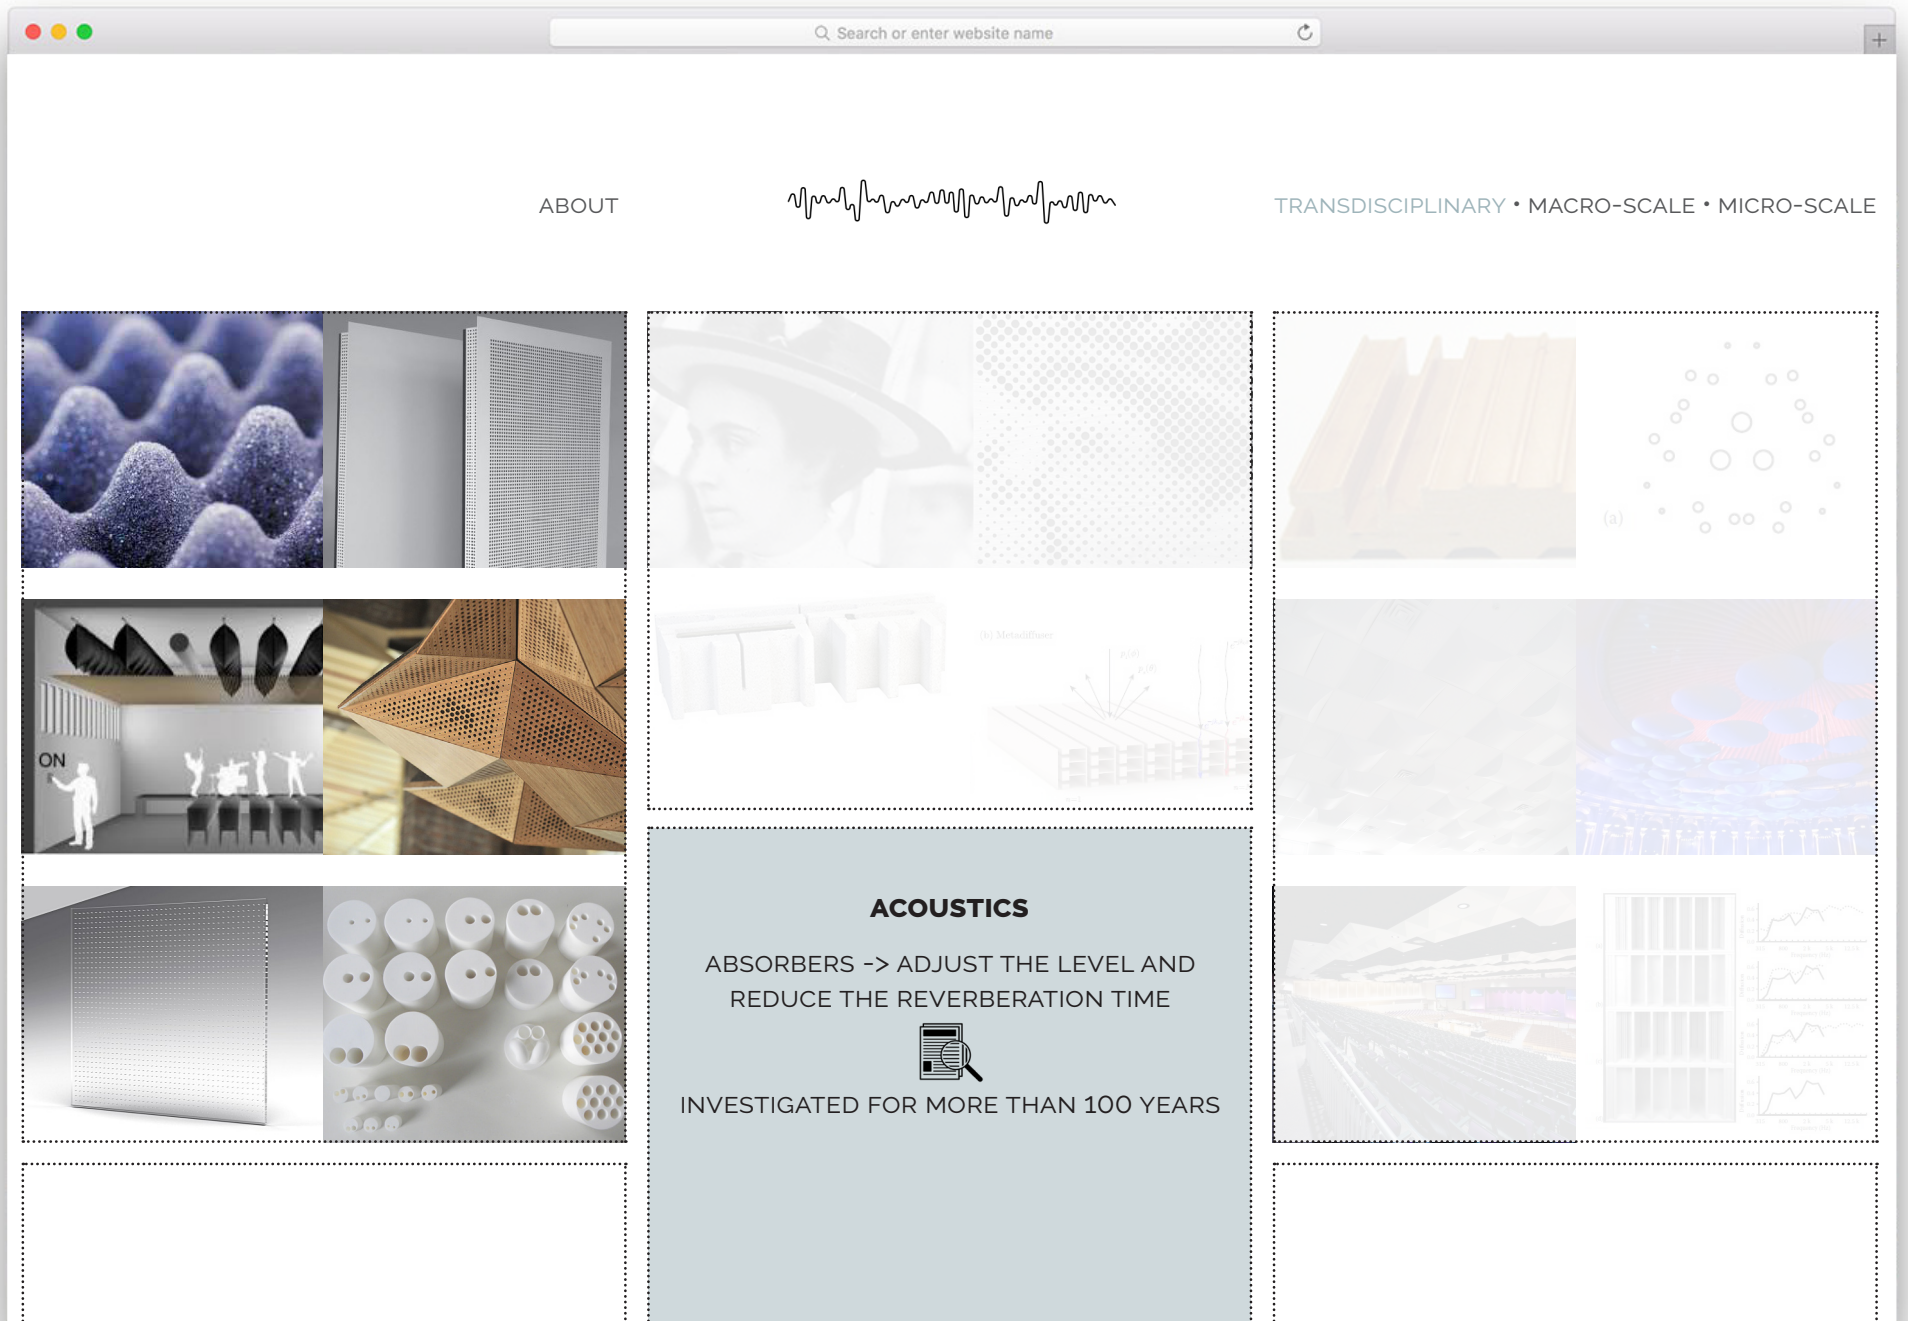 Search or enter website name
ABOUT
TRANSDISCIPLINARY • MACRO-SCALE • MICRO-SCALE
(a)
(b) Metadiffuser
ON
ACOUSTICS
ABSORBERS -> ADJUST THE LEVEL AND
REDUCE THE REVERBERATION TIME
INVESTIGATED FOR MORE THAN 100 YEARS